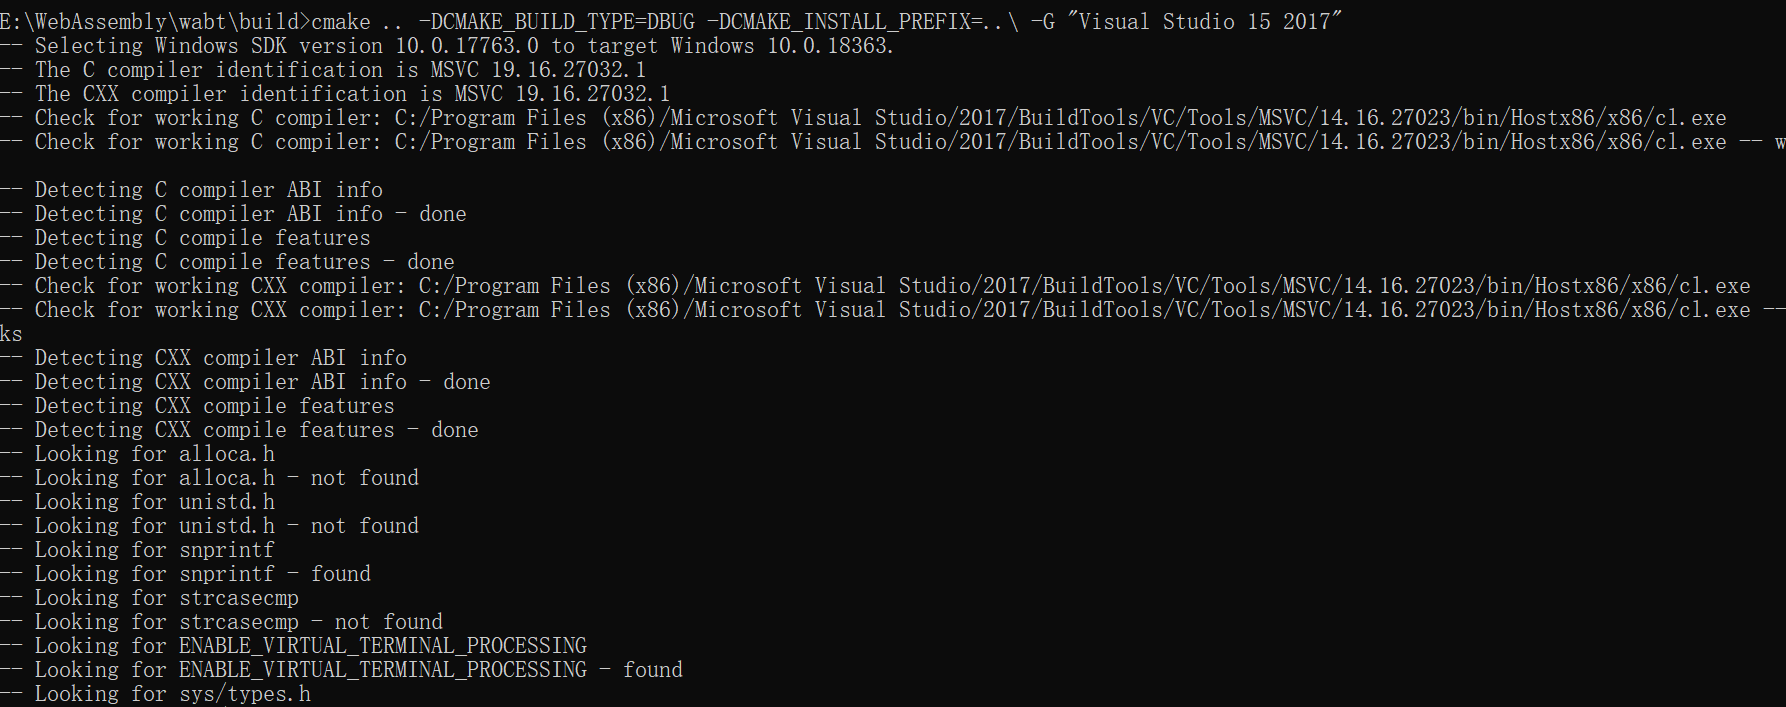 E:\WebAssembly\wabt\build>cmake .. -DCMAKE_BUILD_TYPE=DBUG -DCMAKE_INSTALL_PREFIX=..\ -G "Visual Studio 15 2017"
-- Selecting Windows SDK version 10.0.17763.0 to target Windows 10.0.18363.
-- The C compiler identification is MSVC 19.16.27032.1
-- The CXX compiler identification is MSVC 19.16.27032.1
-- Check for working C compiler: C:/Program Files (x86)/Microsoft Visual Studio/2017/BuildTools/VC/Tools/MSVC/14.16.27023/bin/Hostx86/x86/cl.exe
-- Check for working C compiler: C:/Program Files (x86)/Microsoft Visual Studio/2017/BuildTools/VC/Tools/MSVC/14.16.27023/bin/Hostx86/x86/cl.exe -- w
-- Detecting C compiler ABI info
-- Detecting C compiler ABI info - done
-- Detecting C compile features
-- Detecting C compile features - done
-- Check for working CXX compiler: C:/Program Files (x86)/Microsoft Visual Studio/2017/BuildTools/VC/Tools/MSVC/14.16.27023/bin/Hostx86/x86/cl.exe
-- Check for working CXX compiler: C:/Program Files (x86)/Microsoft Visual Studio/2017/BuildTools/VC/Tools/MSVC/14.16.27023/bin/Hostx86/x86/cl.exe --
ks
-- Detecting CXX compiler ABI info
-- Detecting CXX compiler ABI info - done
-- Detecting CXX compile features
-- Detecting CXX compile features - done
-- Looking for alloca.h
-- Looking for alloca.h - not found
-- Looking for unistd.h
-- Looking for unistd.h - not found
-- Looking for snprintf
-- Looking for snprintf - found
-- Looking for strcasecmp
-- Looking for strcasecmp - not found
-- Looking for ENABLE_VIRTUAL_TERMINAL_PROCESSING
-- Looking for ENABLE_VIRTUAL_TERMINAL_PROCESSING - found
-- Looking for sys/types.h